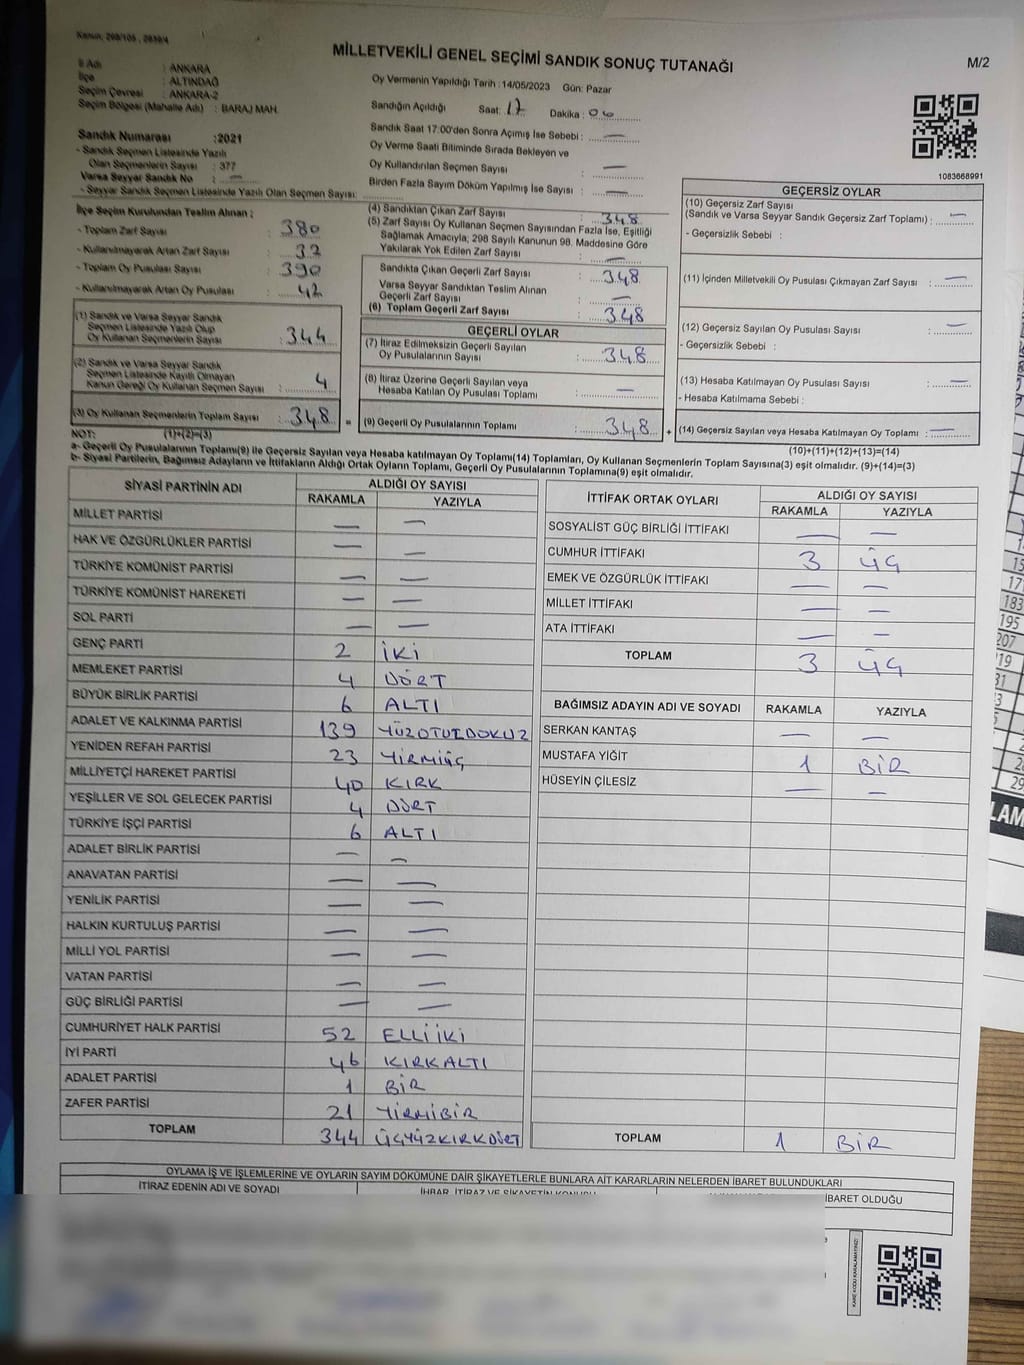 Kanun, 298/105 , 2839/4
MİLLETVEKİLİ GENEL SEÇİMİ SANDIK SONUÇ TUTANAĞI
M/2
İl Adı : ANKARA
İlçe : ALTINDAĞ
Seçim Çevresi : ANKARA-2
Seçim Bölgesi (Mahalle Adı) : BARAJ MAH.
Oy Vermenin Yapıldığı Tarih : 14/05/2023 Gün: Pazar
Sandığın Açıldığı Saat: 17 Dakika : 00
Sandık Saat 17:00'den Sonra Açımış İse Sebebi : —
Oy Verme Saati Bitiminde Sırada Bekleyen ve
Oy Kullandırılan Seçmen Sayısı : —
Birden Fazla Sayım Döküm Yapılmış İse Sayısı : —
Sandık Numarası :2021
- Sandık Seçmen Listesinde Yazılı
Olan Seçmenlerin Sayısı : 377
Varsa Seyyar Sandık No : —
- Seyyar Sandık Seçmen Listesinde Yazılı Olan Seçmen Sayısı:
1083668991
İlçe Seçim Kurulundan Teslim Alınan ;
- Toplam Zarf Sayısı : 380
- Kullanılmayarak Artan Zarf Sayısı : 32
- Toplam Oy Pusulası Sayısı : 390
- Kullanılmayarak Artan Oy Pusulası : 42
(1) Sandık ve Varsa Seyyar Sandık
Seçmen Listesinde Yazılı Olup
Oy Kullanan Seçmenlerin Sayısı : 344
(2) Sandık ve Varsa Seyyar Sandık
Seçmen Listesinde Kayıtlı Olmayan
Kanun Gereği Oy Kullanan Seçmen Sayısı : 4
(3) Oy Kullanan Seçmenlerin Toplam Sayısı : 348 =
(4) Sandıktan Çıkan Zarf Sayısı : 348
(5) Zarf Sayısı Oy Kullanan Seçmen Sayısından Fazla İse, Eşitliği
Sağlamak Amacıyla; 298 Sayılı Kanunun 98. Maddesine Göre
Yakılarak Yok Edilen Zarf Sayısı : —
Sandıkta Çıkan Geçerli Zarf Sayısı : 348
Varsa Seyyar Sandıktan Teslim Alınan
Geçerli Zarf Sayısı : —
(6) Toplam Geçerli Zarf Sayısı : 348
GEÇERLİ OYLAR
(7) İtiraz Edilmeksizin Geçerli Sayılan
Oy Pusulalarının Sayısı : 348
(8) İtiraz Üzerine Geçerli Sayılan veya
Hesaba Katılan Oy Pusulası Toplamı : —
(9) Geçerli Oy Pusulalarının Toplamı : 348 +
GEÇERSİZ OYLAR
(10) Geçersiz Zarf Sayısı
(Sandık ve Varsa Seyyar Sandık Geçersiz Zarf Toplamı) : —
- Geçersizlik Sebebi :
(11) İçinden Milletvekili Oy Pusulası Çıkmayan Zarf Sayısı : —
(12) Geçersiz Sayılan Oy Pusulası Sayısı : —
- Geçersizlik Sebebi :
(13) Hesaba Katılmayan Oy Pusulası Sayısı : —
- Hesaba Katılmama Sebebi :
(14) Geçersiz Sayılan veya Hesaba Katılmayan Oy Toplamı : —
NOT: (1)+(2)=(3) (10)+(11)+(12)+(13)=(14)
a- Geçerli Oy Pusulaları Toplamı(9) ile Geçersiz Sayılan veya Hesaba katılmayan Oy Toplamı(14) Toplamları, Oy Kullanan Seçmenlerin Toplam Sayısına(3) eşit olmalıdır. (9)+(14)=(3)
b- Siyasi Partilerin, Bağımsız Adayların ve İttifakların Aldığı Ortak Oyların Toplamı, Geçerli Oy Pusulalarının Toplamına(9) eşit olmalıdır.
SİYASİ PARTİNİN ADI ALDIĞI OY SAYISI
RAKAMLA YAZIYLA
MİLLET PARTİSİ — —
HAK VE ÖZGÜRLÜKLER PARTİSİ — —
TÜRKİYE KOMÜNİST PARTİSİ — —
TÜRKİYE KOMÜNİST HAREKETİ — —
SOL PARTİ — —
GENÇ PARTİ 2 İKİ
MEMLEKET PARTİSİ 4 DÖRT
BÜYÜK BİRLİK PARTİSİ 6 ALTI
ADALET VE KALKINMA PARTİSİ 139 YÜZOTUZDOKUZ
YENİDEN REFAH PARTİSİ 23 YİRMİÜÇ
MİLLİYETÇİ HAREKET PARTİSİ 40 KIRK
YEŞİLLER VE SOL GELECEK PARTİSİ 4 DÖRT
TÜRKİYE İŞÇİ PARTİSİ 6 ALTI
ADALET BİRLİK PARTİSİ — —
ANAVATAN PARTİSİ — —
YENİLİK PARTİSİ — —
HALKIN KURTULUŞ PARTİSİ — —
MİLLİ YOL PARTİSİ — —
VATAN PARTİSİ — —
GÜÇ BİRLİĞİ PARTİSİ — —
CUMHURİYET HALK PARTİSİ 52 ELLİİKİ
İYİ PARTİ 46 KIRKALTI
ADALET PARTİSİ 1 BİR
ZAFER PARTİSİ 21 YİRMİBİR
TOPLAM 344 ÜÇYÜZKIRKDÖRT
İTTİFAK ORTAK OYLARI ALDIĞI OY SAYISI
RAKAMLA YAZIYLA
SOSYALİST GÜÇ BİRLİĞİ İTTİFAKI — —
CUMHUR İTTİFAKI 3 ÜÇ
EMEK VE ÖZGÜRLÜK İTTİFAKI — —
MİLLET İTTİFAKI — —
ATA İTTİFAKI — —
TOPLAM 3 ÜÇ
BAĞIMSIZ ADAYIN ADI VE SOYADI RAKAMLA YAZIYLA
SERKAN KANTAŞ — —
MUSTAFA YİĞİT 1 BİR
HÜSEYİN ÇİLESİZ — —
TOPLAM 1 BİR
OYLAMA İŞ VE İŞLEMLERİNE VE OYLARIN SAYIM DÖKÜMÜNE DAİR ŞİKAYETLERLE BUNLARA AİT KARARLARIN NELERDEN İBARET BULUNDUKLARI
İTİRAZ EDENİN ADI VE SOYADI İHBAR, İTİRAZ VE ŞİKAYETİN KONUSU İBARET OLDUĞU
KARE KODU KARALAMAYINIZ!